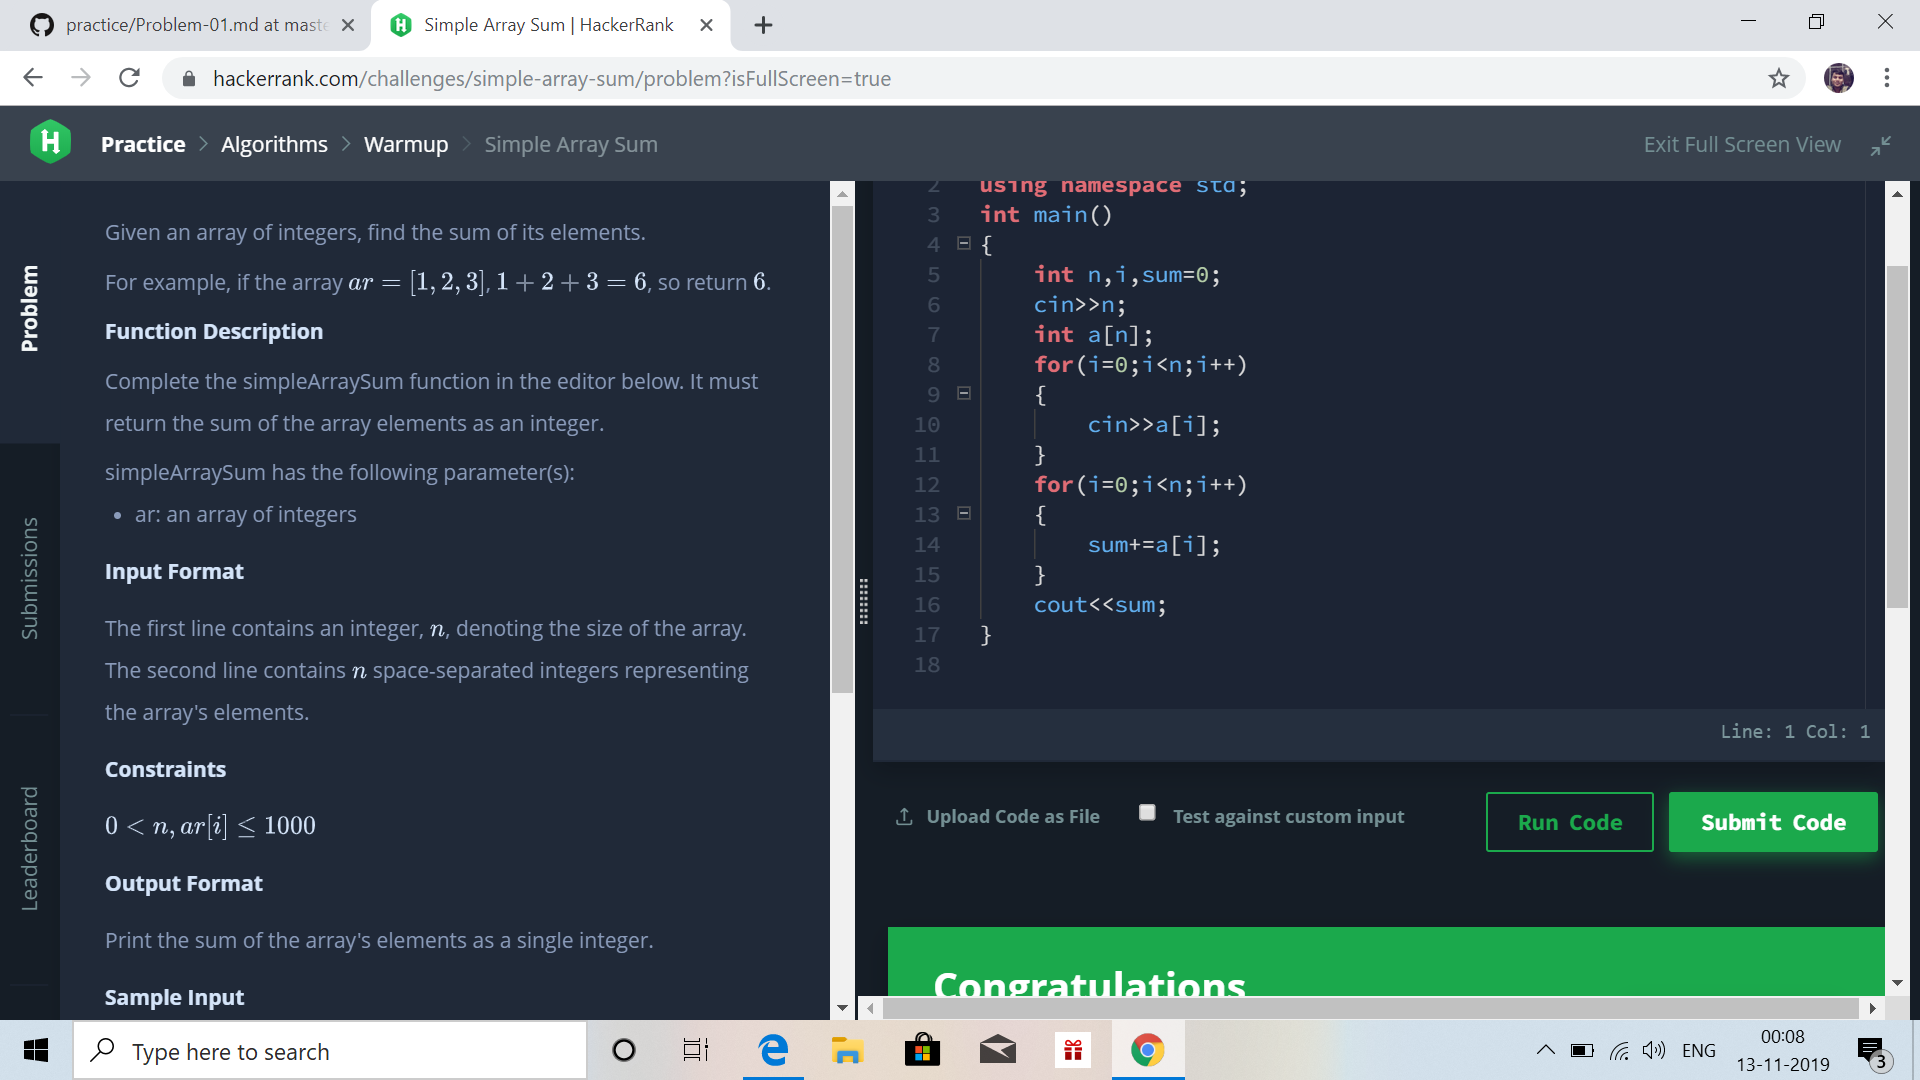 practice/Problem-01.md at maste
Simple Array Sum | HackerRank
hackerrank.com/challenges/simple-array-sum/problem?isFullScreen=true
Practice > Algorithms > Warmup > Simple Array Sum
Exit Full Screen View
Problem
Submissions
Leaderboard
Given an array of integers, find the sum of its elements.
For example, if the array ar = [1, 2, 3], 1 + 2 + 3 = 6, so return 6.
Function Description
Complete the simpleArraySum function in the editor below. It must
return the sum of the array elements as an integer.
simpleArraySum has the following parameter(s):
• ar: an array of integers
Input Format
The first line contains an integer, n, denoting the size of the array.
The second line contains n space-separated integers representing
the array's elements.
Constraints
0 < n, ar[i] ≤ 1000
Output Format
Print the sum of the array's elements as a single integer.
Sample Input
2 using namespace std;
3 int main()
4 {
5 int n,i,sum=0;
6 cin>>n;
7 int a[n];
8 for(i=0;i<n;i++)
9 {
10 cin>>a[i];
11 }
12 for(i=0;i<n;i++)
13 {
14 sum+=a[i];
15 }
16 cout<<sum;
17 }
18
Line: 1 Col: 1
Upload Code as File
Test against custom input
Run Code
Submit Code
Congratulations
Type here to search
ENG
00:08
13-11-2019
3